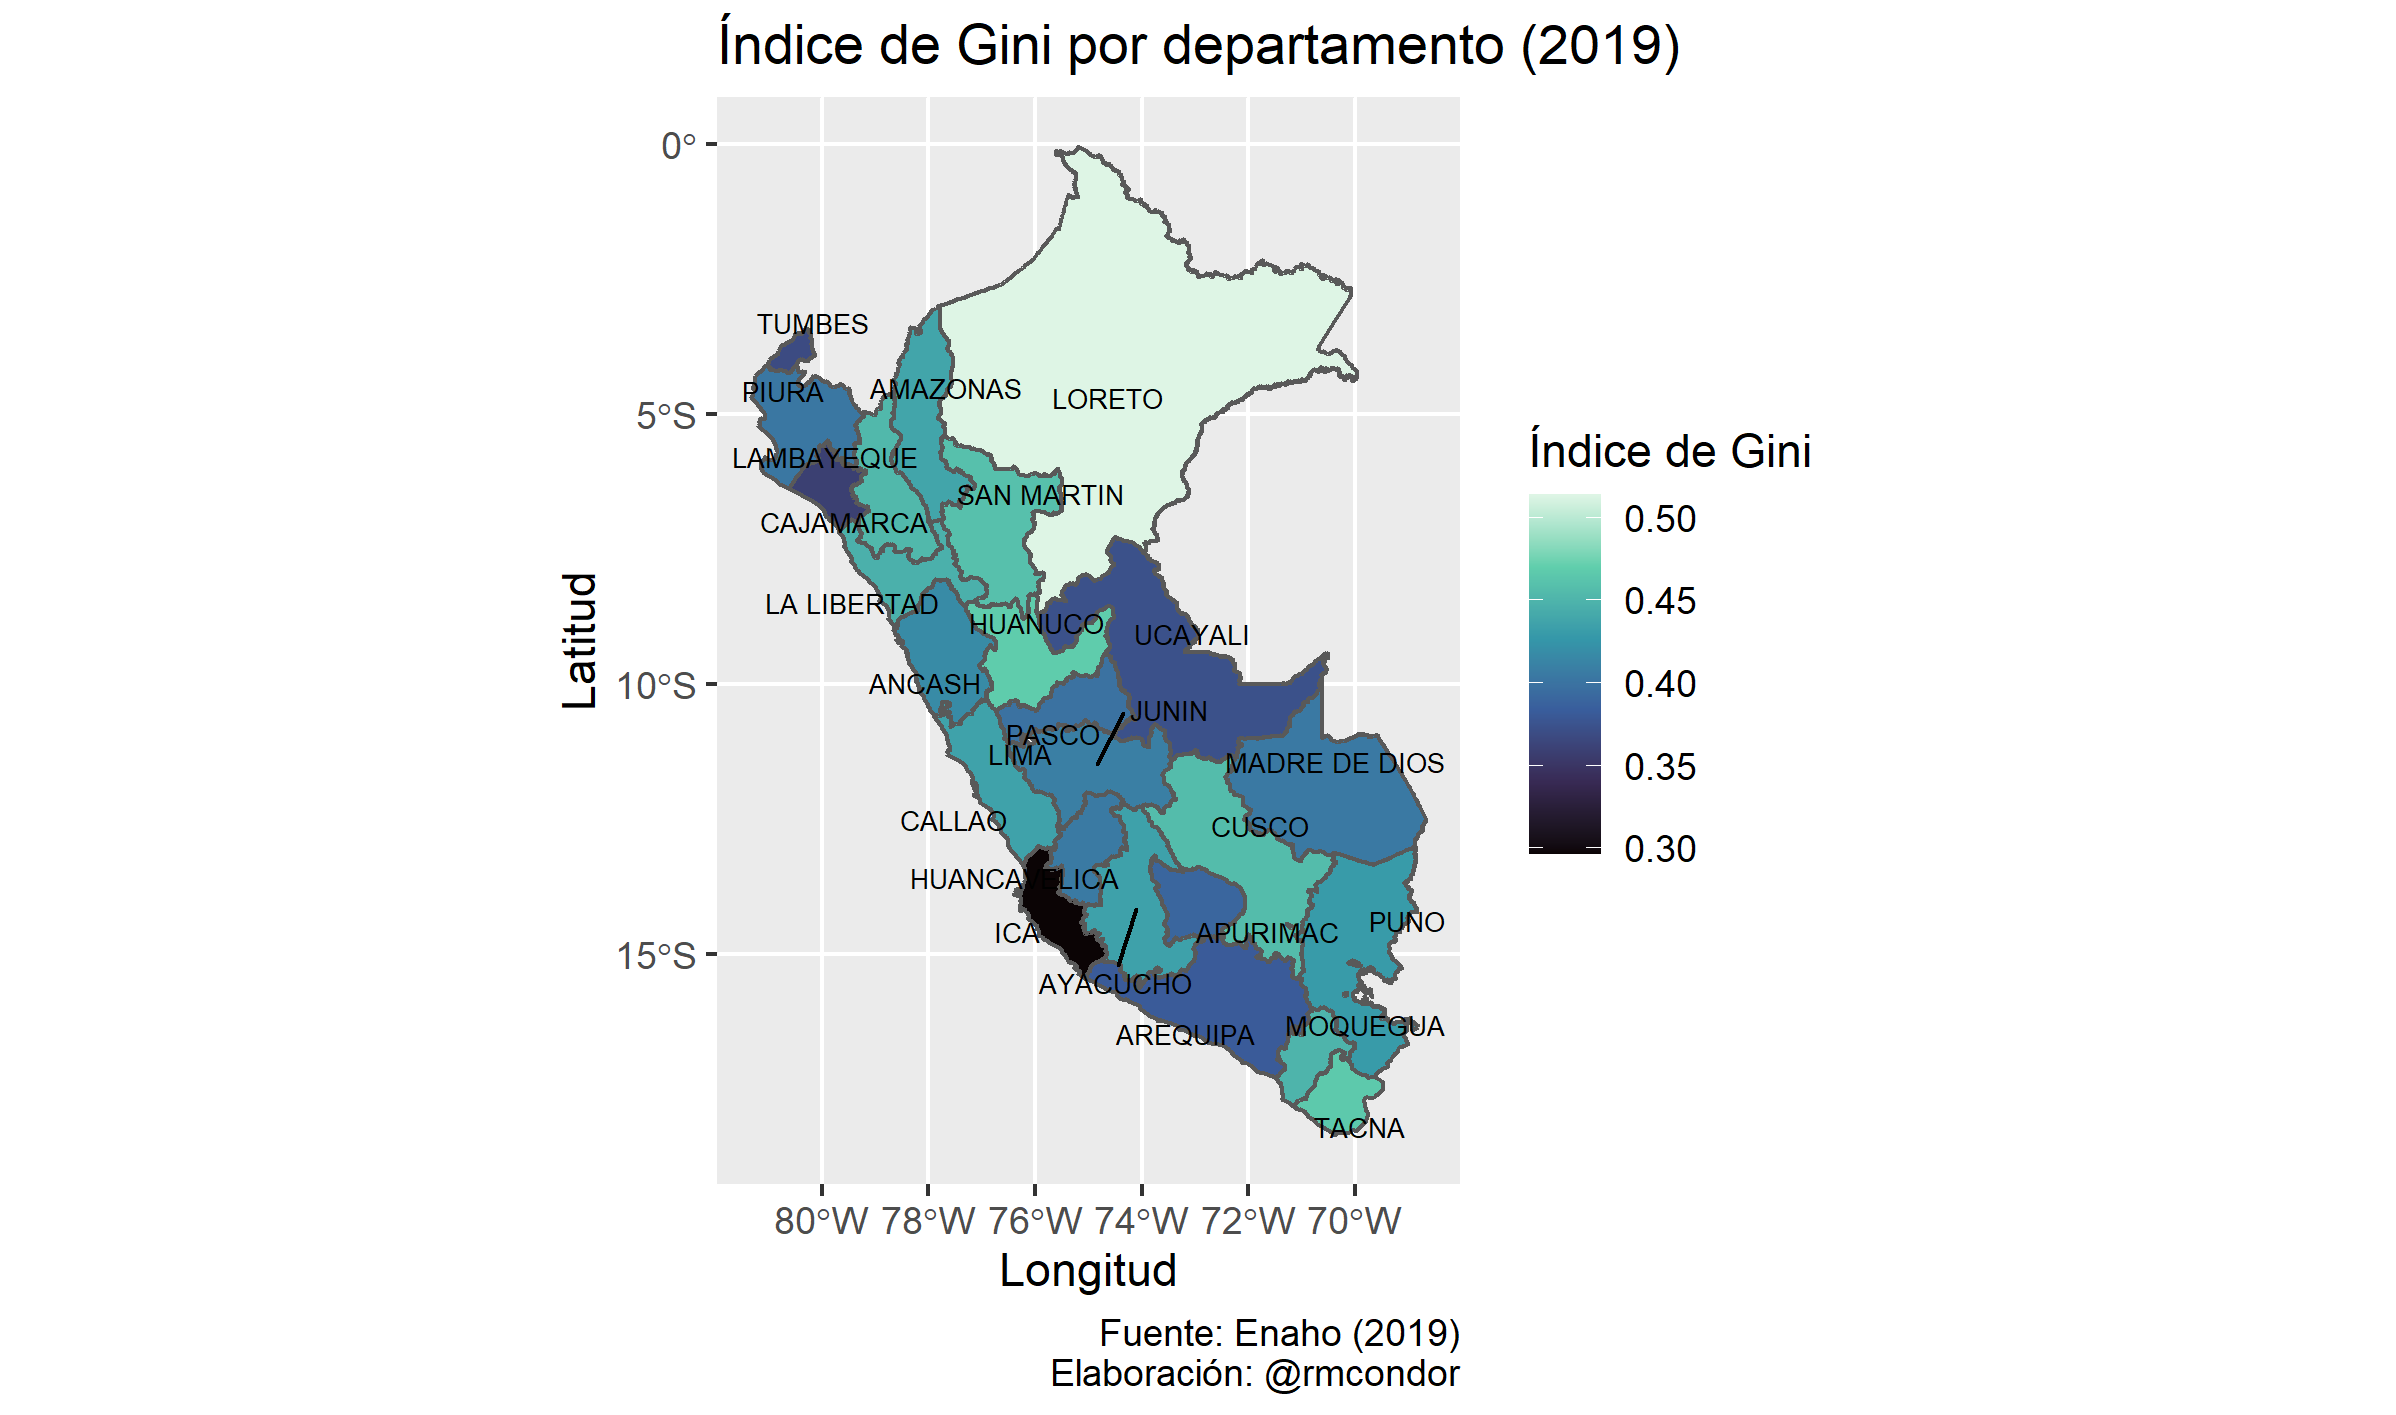 Índice de Gini por departamento (2019)
0°
5°S
10°S
15°S
Latitud
TUMBES
PIURA
AMAZONAS
LORETO
LAMBAYEQUE
SAN MARTIN
CAJAMARCA
LA LIBERTAD
HUANUCO
UCAYALI
ANCASH
JUNIN
PASCO
LIMA
MADRE DE DIOS
CALLAO
CUSCO
HUANCAVELICA
ICA
APURIMAC
PUNO
AYACUCHO
AREQUIPA
MOQUEGUA
TACNA
80°W 78°W 76°W 74°W 72°W 70°W
Longitud
Índice de Gini
0.50
0.45
0.40
0.35
0.30
Fuente: Enaho (2019)
Elaboración: @rmcondor